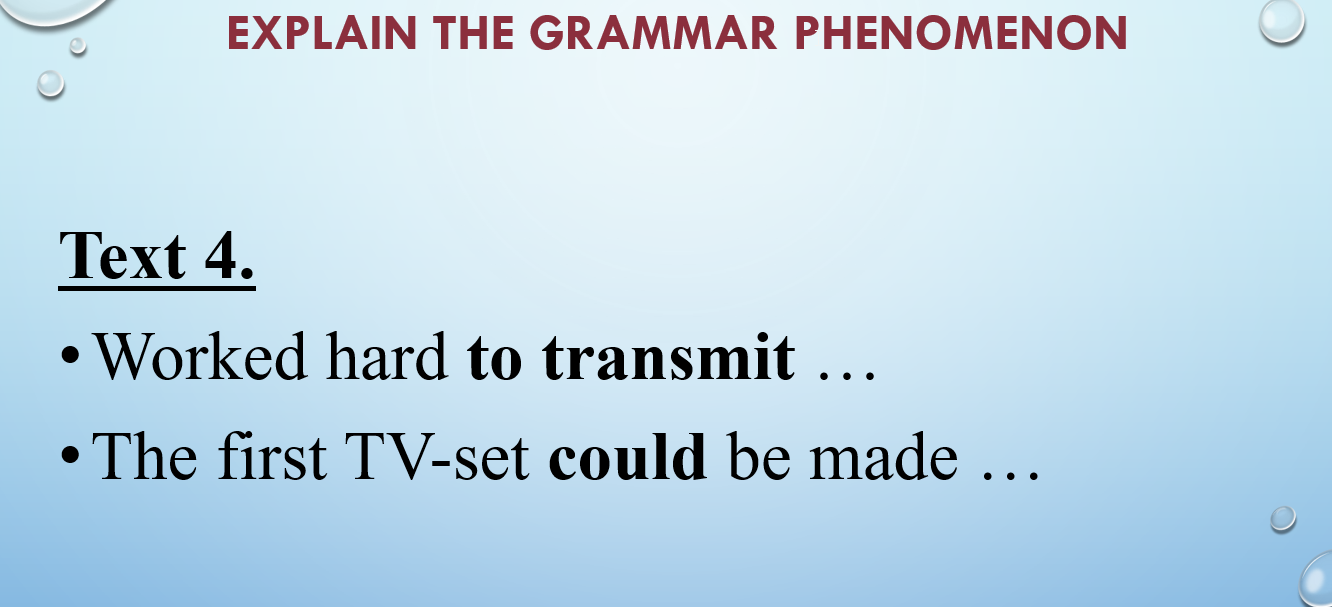 EXPLAIN THE GRAMMAR PHENOMENON
Text 4.
• Worked hard to transmit …
• The first TV-set could be made …